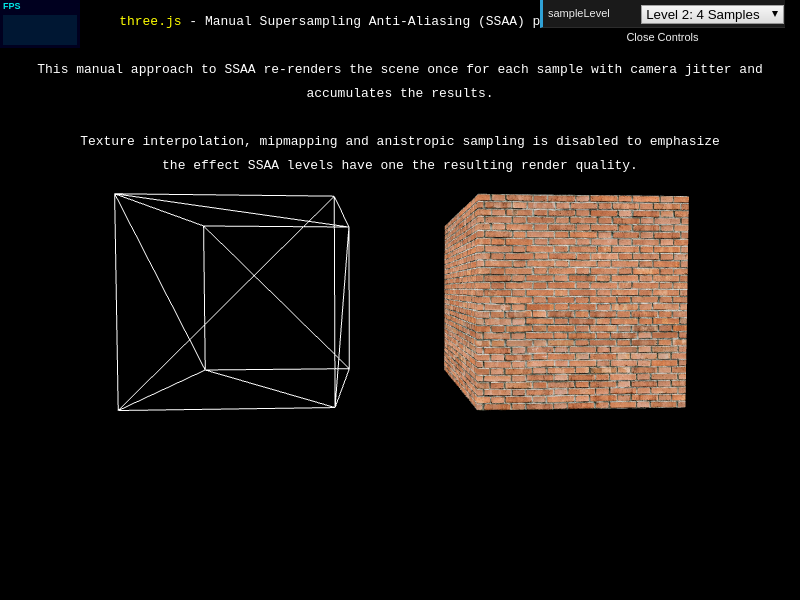 FPS
three.js - Manual Supersampling Anti-Aliasing (SSAA) p
sampleLevel
Level 2: 4 Samples
Close Controls
This manual approach to SSAA re-renders the scene once for each sample with camera jitter and
accumulates the results.
Texture interpolation, mipmapping and anistropic sampling is disabled to emphasize
the effect SSAA levels have one the resulting render quality.